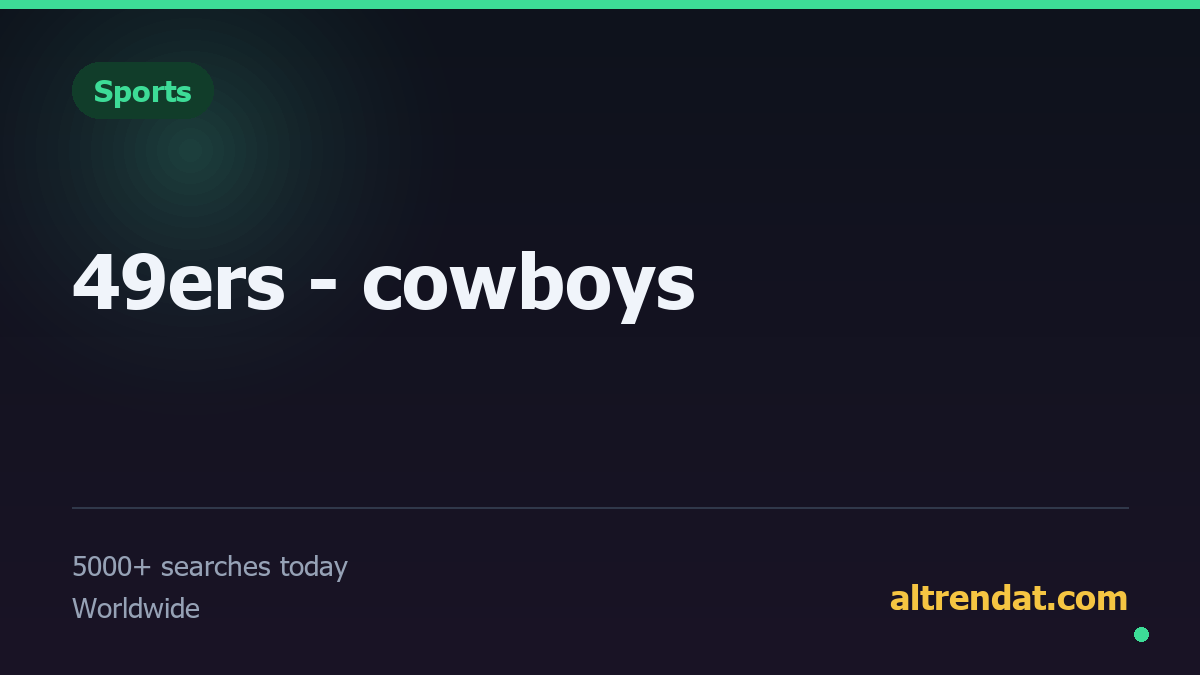 Sports
49ers - cowboys
5000+ searches today
Worldwide
altrendat.com